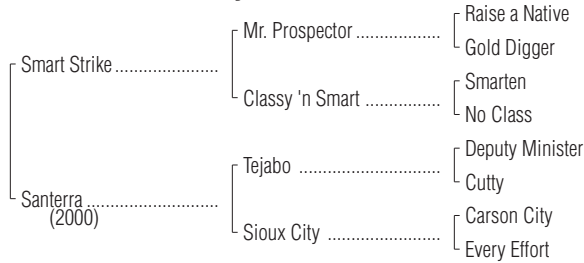 Raise a Native
Mr. Prospector ..................
Gold Digger
Smart Strike ......................
Smarten
Classy 'n Smart ................
No Class
Deputy Minister
Tejabo ..............................
Cutty
Santerra ...............................
(2000)
Carson City
Sioux City ........................
Every Effort